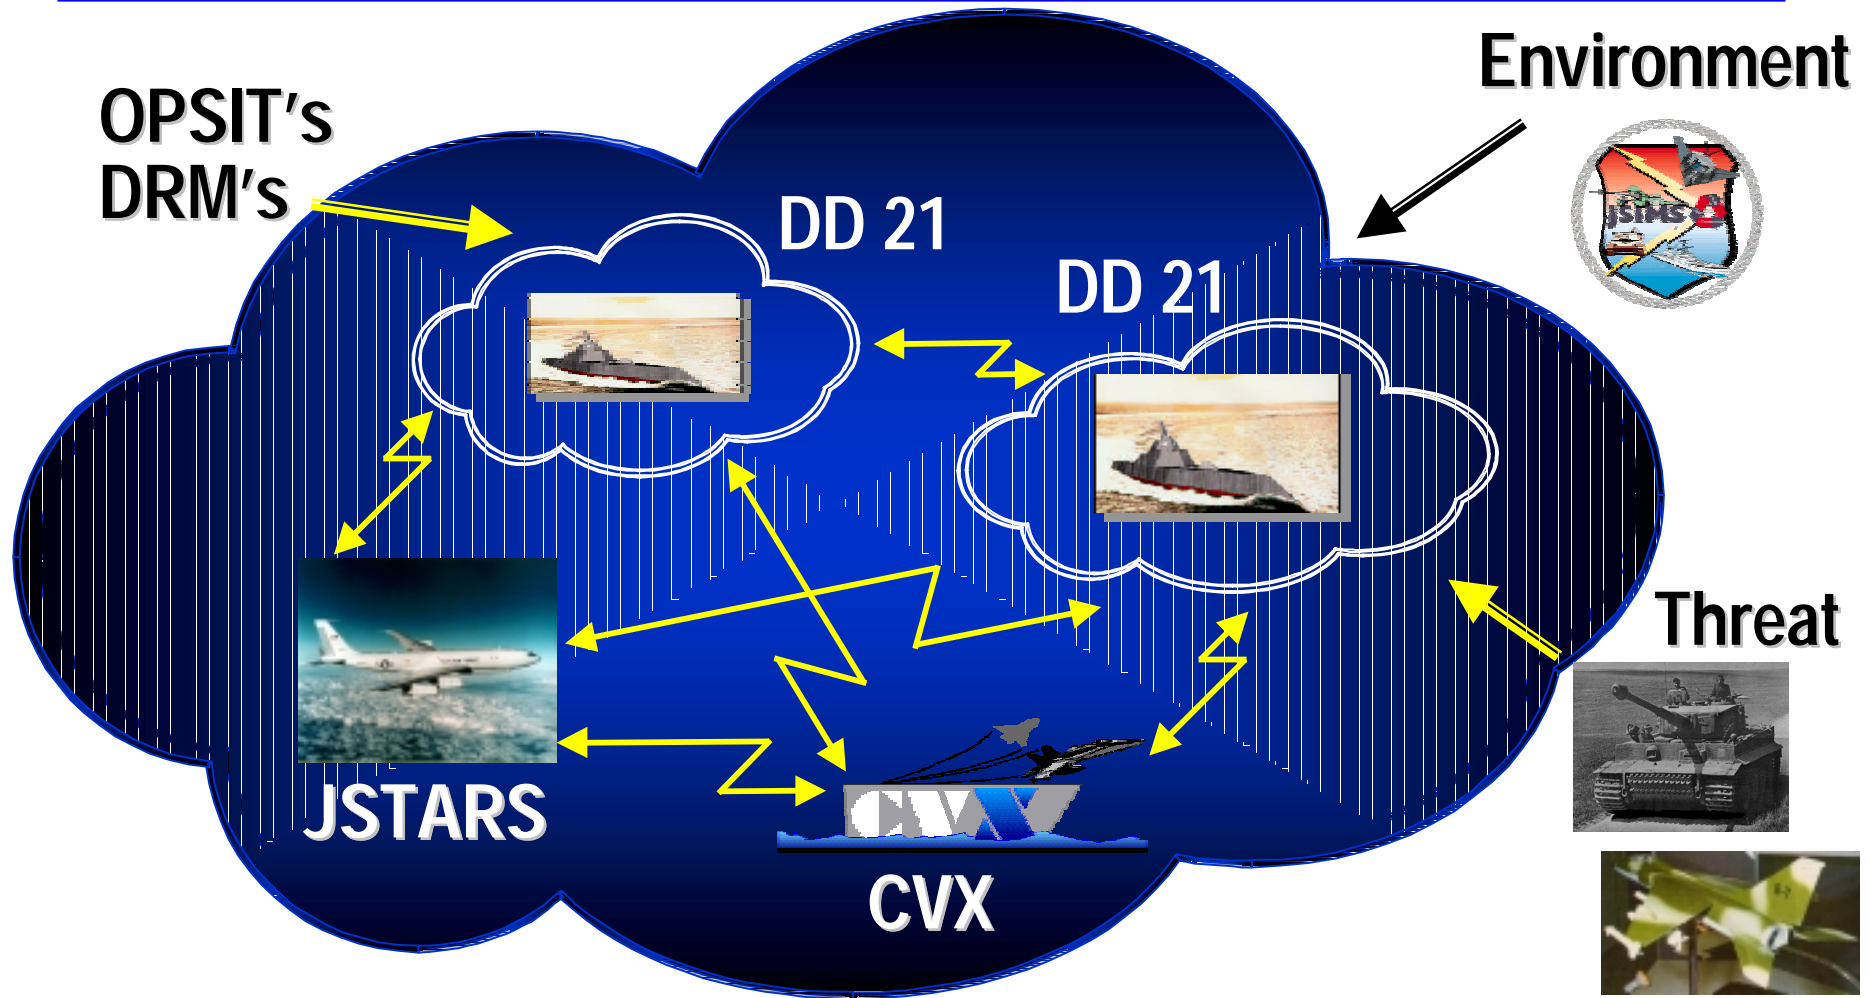 OPSIT's
DRM's
Environment
JSIMS
DD 21
DD 21
Threat
JSTARS
CVX
CVX